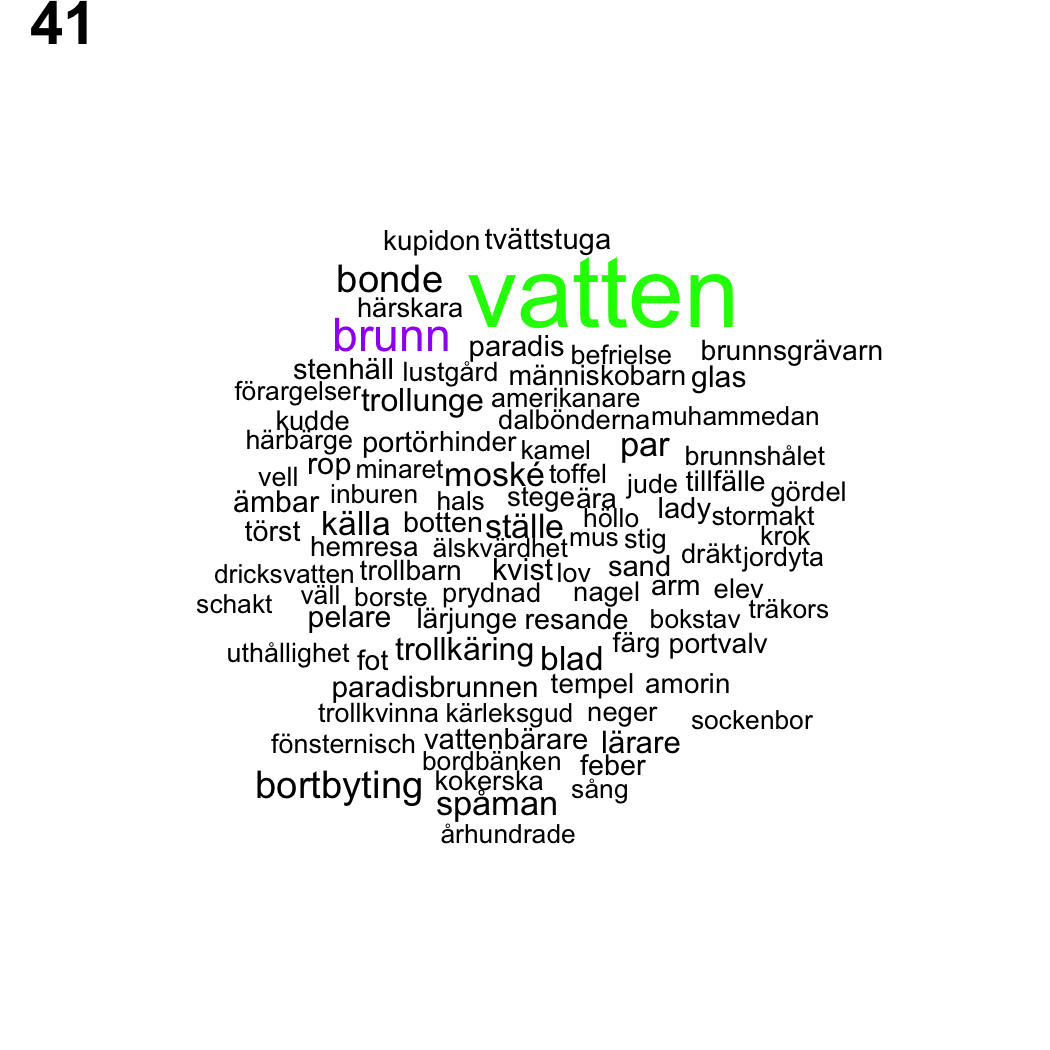 41
kupidon tvättstuga
bonde vatten
härskara
brunn
paradis befrielse brunnsgrävarn
stenhäll lustgård människobarn glas
förargelser trollunge amerikanare
kudde dalbönderna muhammedan
härbärge portör hinder kamel par brunnshålet
vell rop minaret moské toffel jude tillfälle gördel
ämbar inburen hals stege ära lady stormakt
törst källa botten ställe höllo mus stig krok
hemresa älskvärdhet dräkt jordyta
dricksvatten trollbarn kvist lov sand
schakt väll borste prydnad nagel arm elev träkors
pelare lärjunge resande bokstav
uthållighet fot trollkäring blad färg portvalv
paradisbrunnen tempel amorin
trollkvinna kärleksgud neger sockenbor
fönsternisch vattenbärare lärare
bordbänken feber
bortbyting kokerska sång
spåman
århundrade